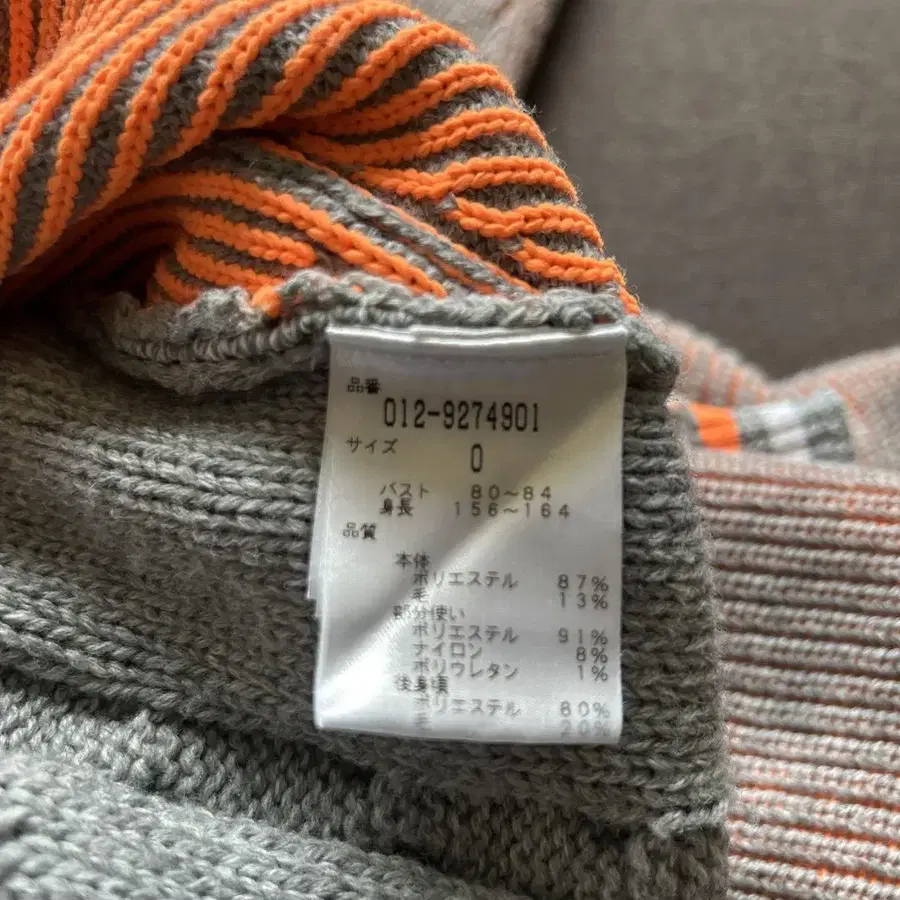 品番
012-9274901
サイズ
0
バスト 80~84
身長 156~164
品質
本体
ポリエステル 87%
毛 13%
部分使い
ポリエステル 91%
ナイロン 8%
ポリウレタン 1%
後身頃
ポリエステル 80%
毛 20%